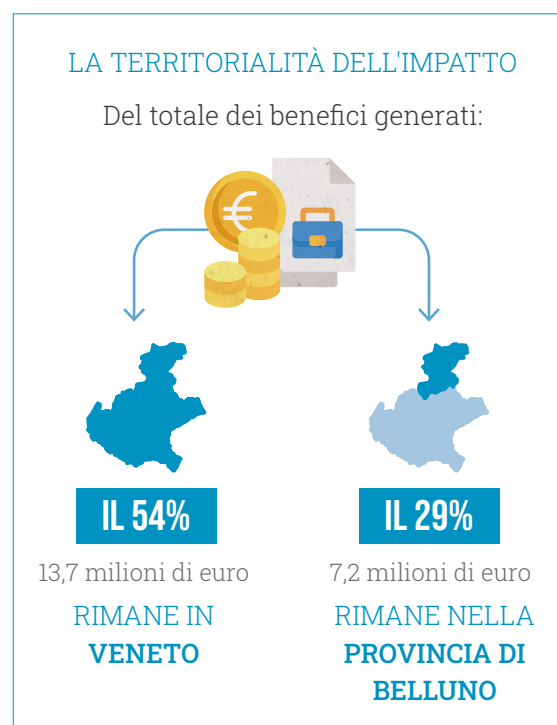 LA TERRITORIALITÀ DELL'IMPATTO
Del totale dei benefici generati:
IL 54%
13,7 milioni di euro
RIMANE IN
VENETO
IL 29%
7,2 milioni di euro
RIMANE NELLA
PROVINCIA DI
BELLUNO